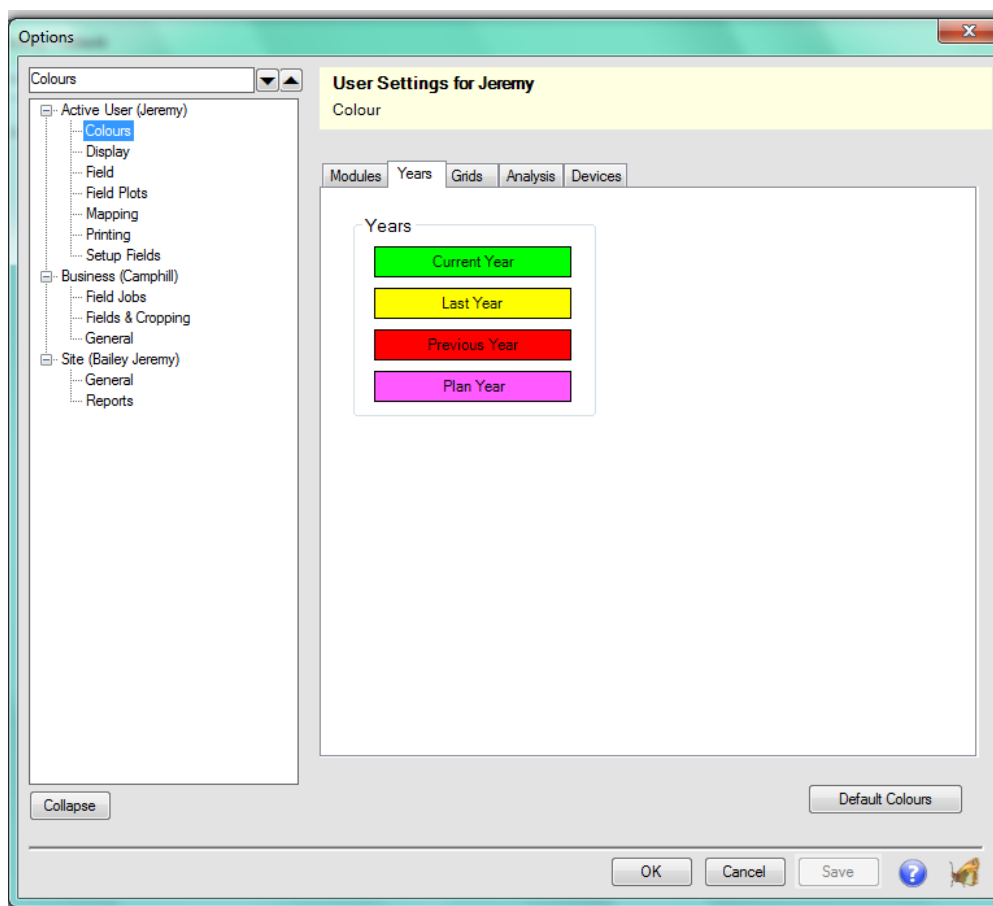 Options
Colours
Active User (Jeremy)
Colours
Display
Field
Field Plots
Mapping
Printing
Setup Fields
Business (Camphill)
Field Jobs
Fields & Cropping
General
Site (Bailey Jeremy)
General
Reports
Collapse
User Settings for Jeremy
Colour
Modules Years Grids Analysis Devices
Years
Current Year
Last Year
Previous Year
Plan Year
Default Colours
OK Cancel Save ?